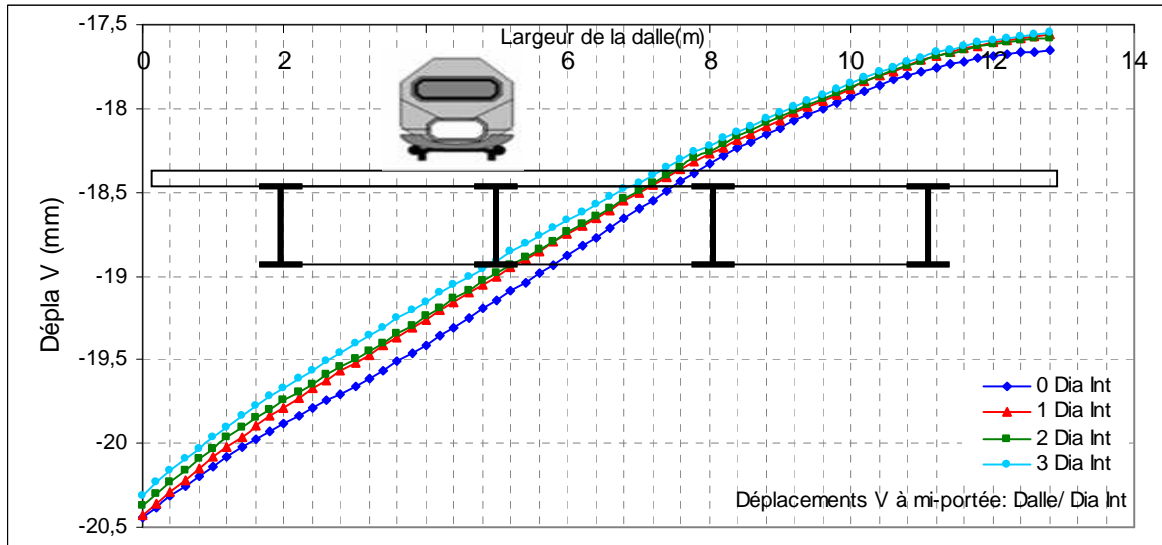 -17,5
Largeur de la dalle(m)
0
2
4
6
8
10
12
14
-18
-18,5
-19
-19,5
-20
-20,5
Dépla V (mm)
0 Dia Int
1 Dia Int
2 Dia Int
3 Dia Int
Déplacements V à mi-portée: Dalle/ Dia Int